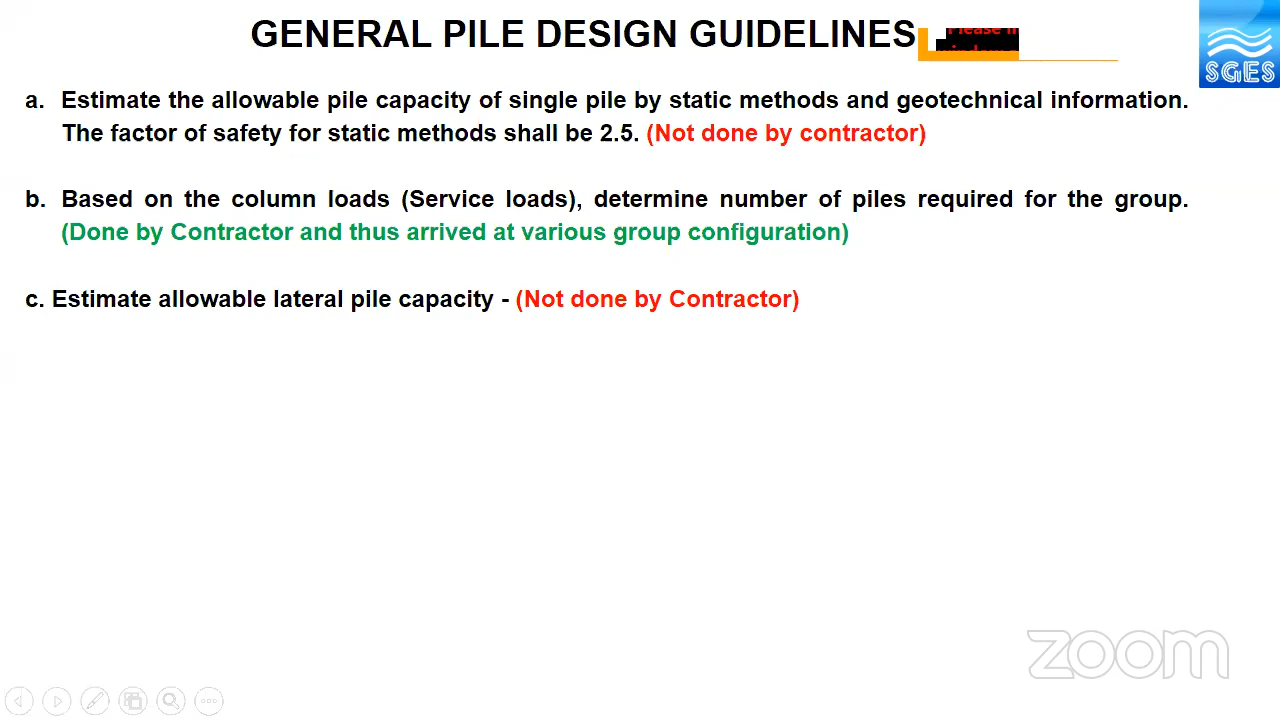 GENERAL PILE DESIGN GUIDELINES
Please
SGES
a. Estimate the allowable pile capacity of single pile by static methods and geotechnical information.
The factor of safety for static methods shall be 2.5. (Not done by contractor)
b. Based on the column loads (Service loads), determine number of piles required for the group.
(Done by Contractor and thus arrived at various group configuration)
c. Estimate allowable lateral pile capacity - (Not done by Contractor)
zoom